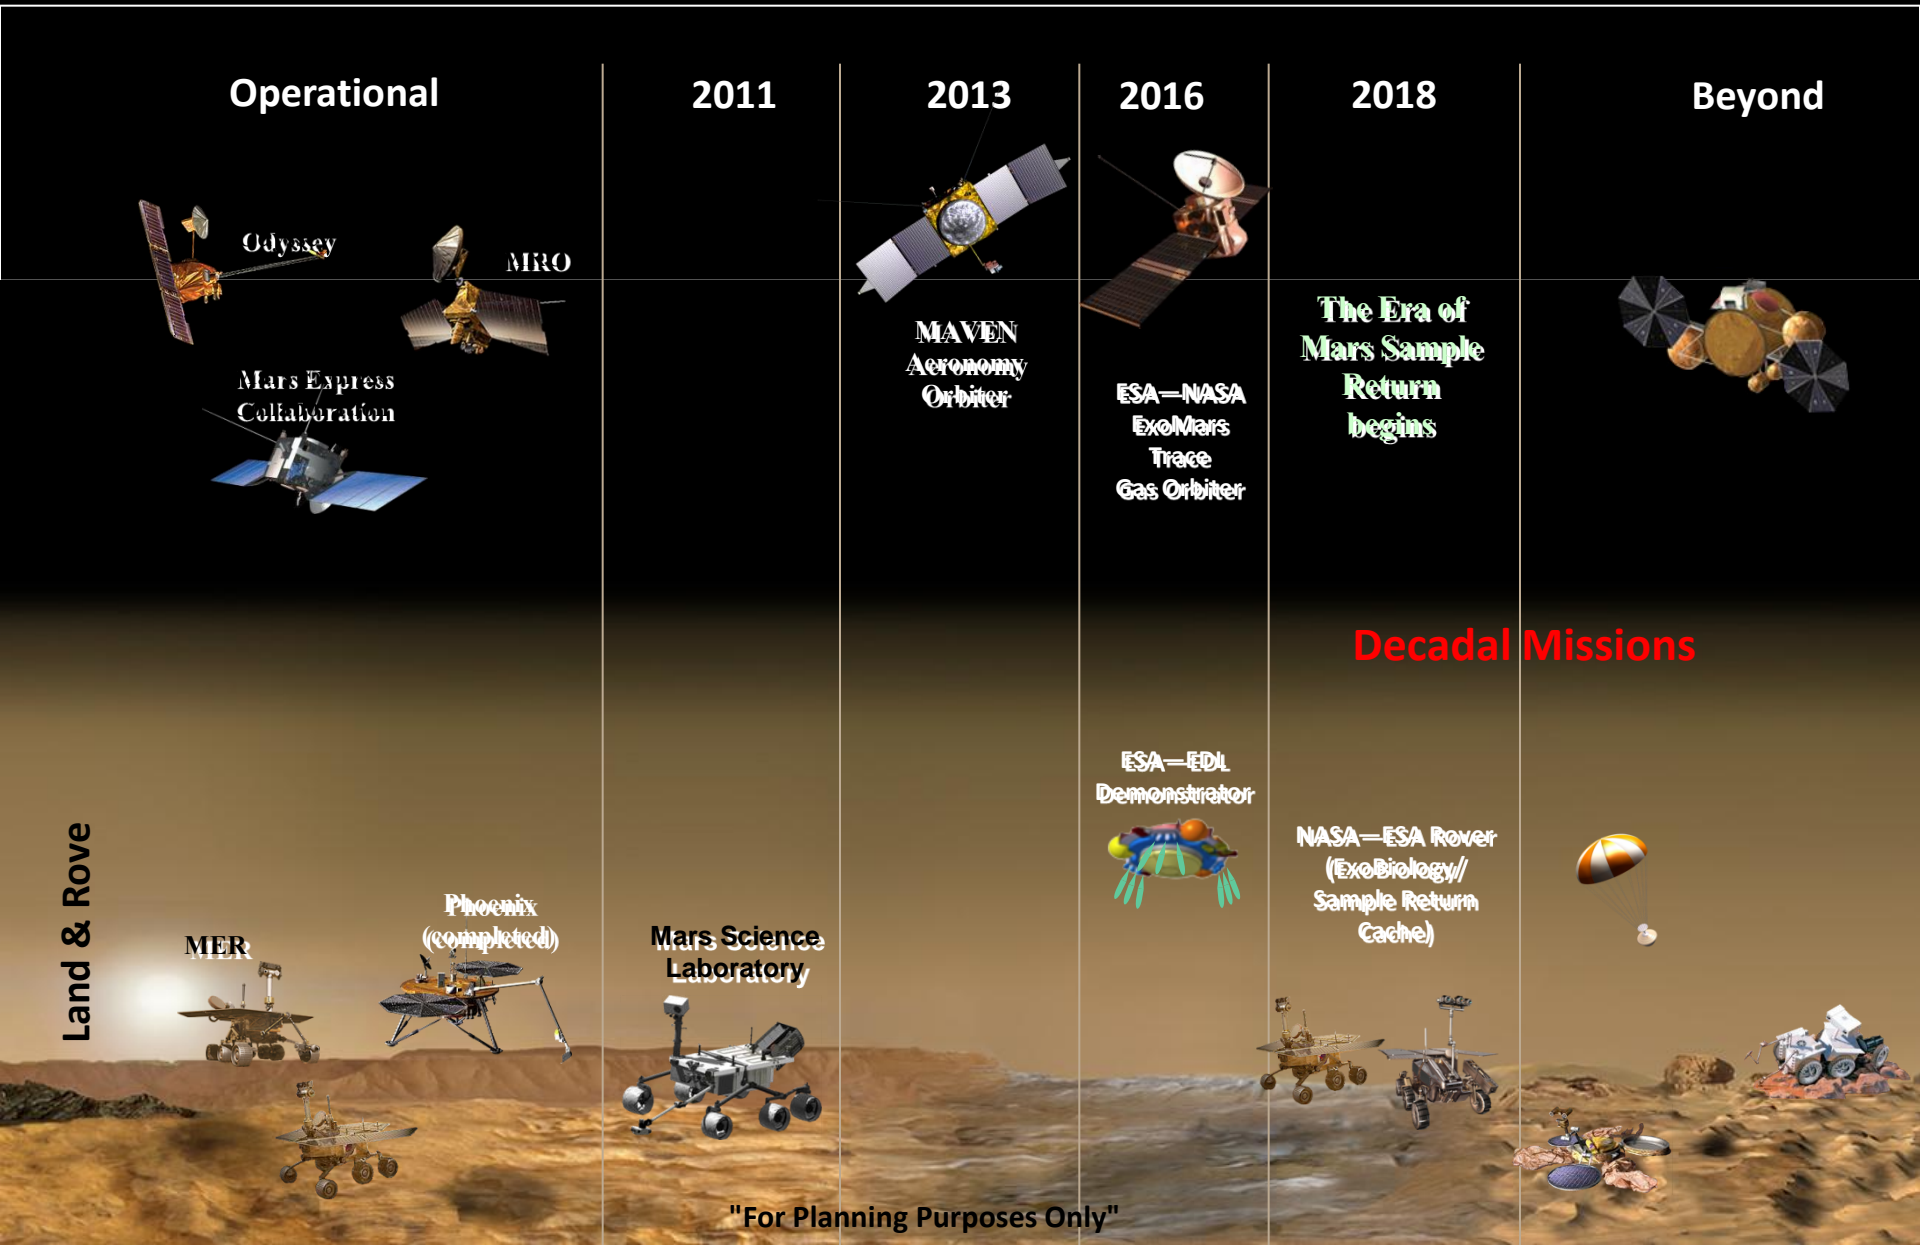 Operational
2011
2013
2016
2018
Beyond
Odyssey
MRO
Mars Express
Collaboration
MAVEN
Aeronomy
Orbiter
ESA—NASA
ExoMars
Trace
Gas Orbiter
The Era of
Mars Sample
Return
begins
Decadal Missions
Land & Rove
MER
Phoenix
(completed)
Mars Science
Laboratory
ESA—EDL
Demonstrator
NASA—ESA Rover
(ExoBiology/
Sample Return
Cache)
"For Planning Purposes Only"